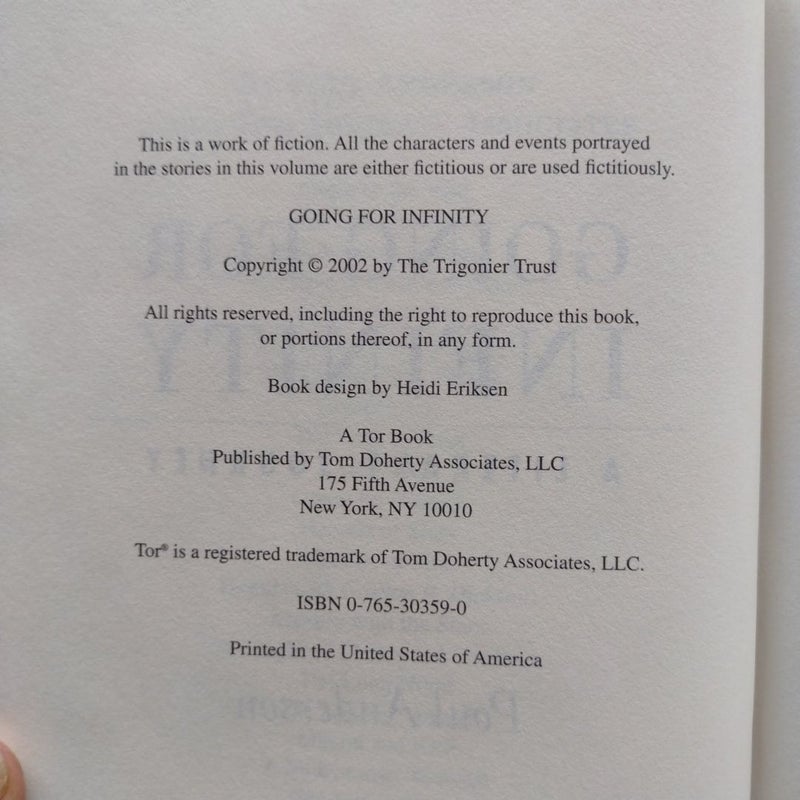 This is a work of fiction. All the characters and events portrayed
in the stories in this volume are either fictitious or are used fictitiously.
GOING FOR INFINITY
Copyright © 2002 by The Trigonier Trust
All rights reserved, including the right to reproduce this book,
or portions thereof, in any form.
Book design by Heidi Eriksen
A Tor Book
Published by Tom Doherty Associates, LLC
175 Fifth Avenue
New York, NY 10010
Tor® is a registered trademark of Tom Doherty Associates, LLC.
ISBN 0-765-30359-0
Printed in the United States of America